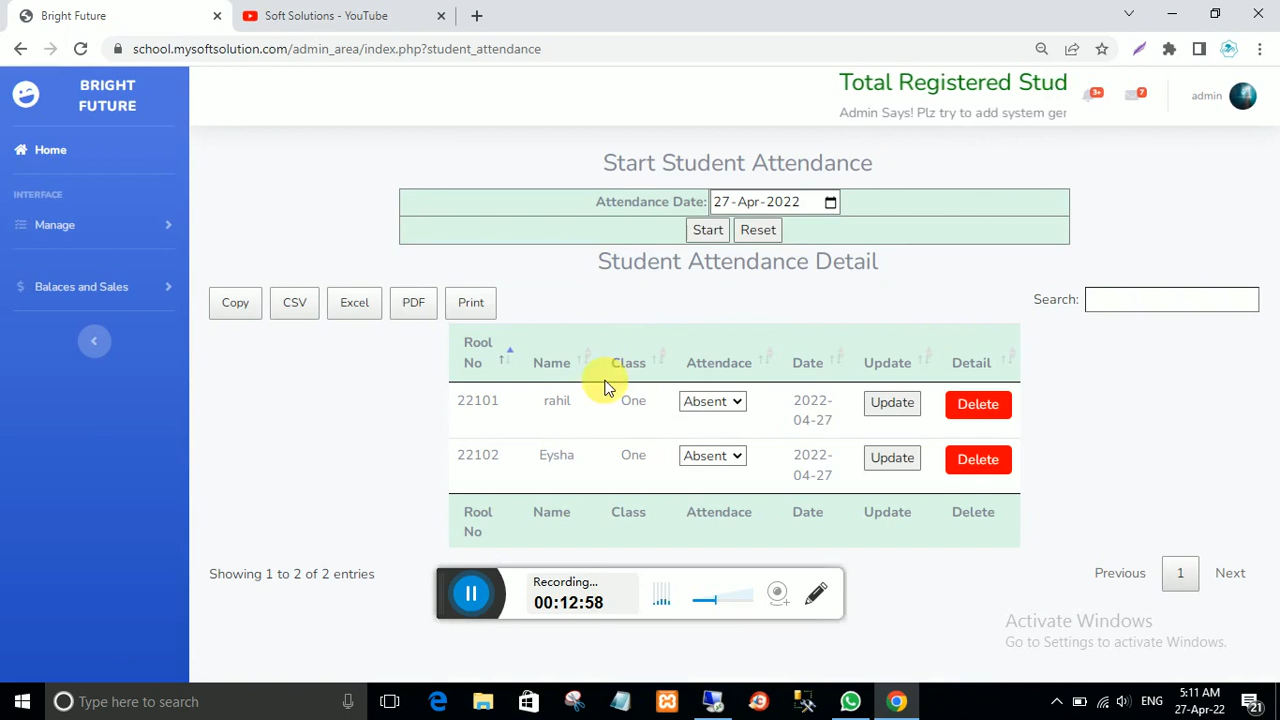 Bright Future
Soft Solutions - YouTube
school.mysoftsolution.com/admin_area/index.php?student_attendance
BRIGHT
FUTURE
Home
INTERFACE
Manage
Balaces and Sales
Total Registered Stud
Admin Says! Plz try to add system ger
3+
7
admin
Start Student Attendance
Attendance Date: 27-Apr-2022
Start Reset
Student Attendance Detail
Copy CSV Excel PDF Print
Search:
Rool No Name Class Attendace Date Update Detail
22101 rahil One Absent 2022-04-27 Update Delete
22102 Eysha One Absent 2022-04-27 Update Delete
Rool No Name Class Attendace Date Update Delete
Showing 1 to 2 of 2 entries
Previous 1 Next
Recording...
00:12:58
Activate Windows
Go to Settings to activate Windows.
Type here to search
ENG
5:11 AM
27-Apr-22
21